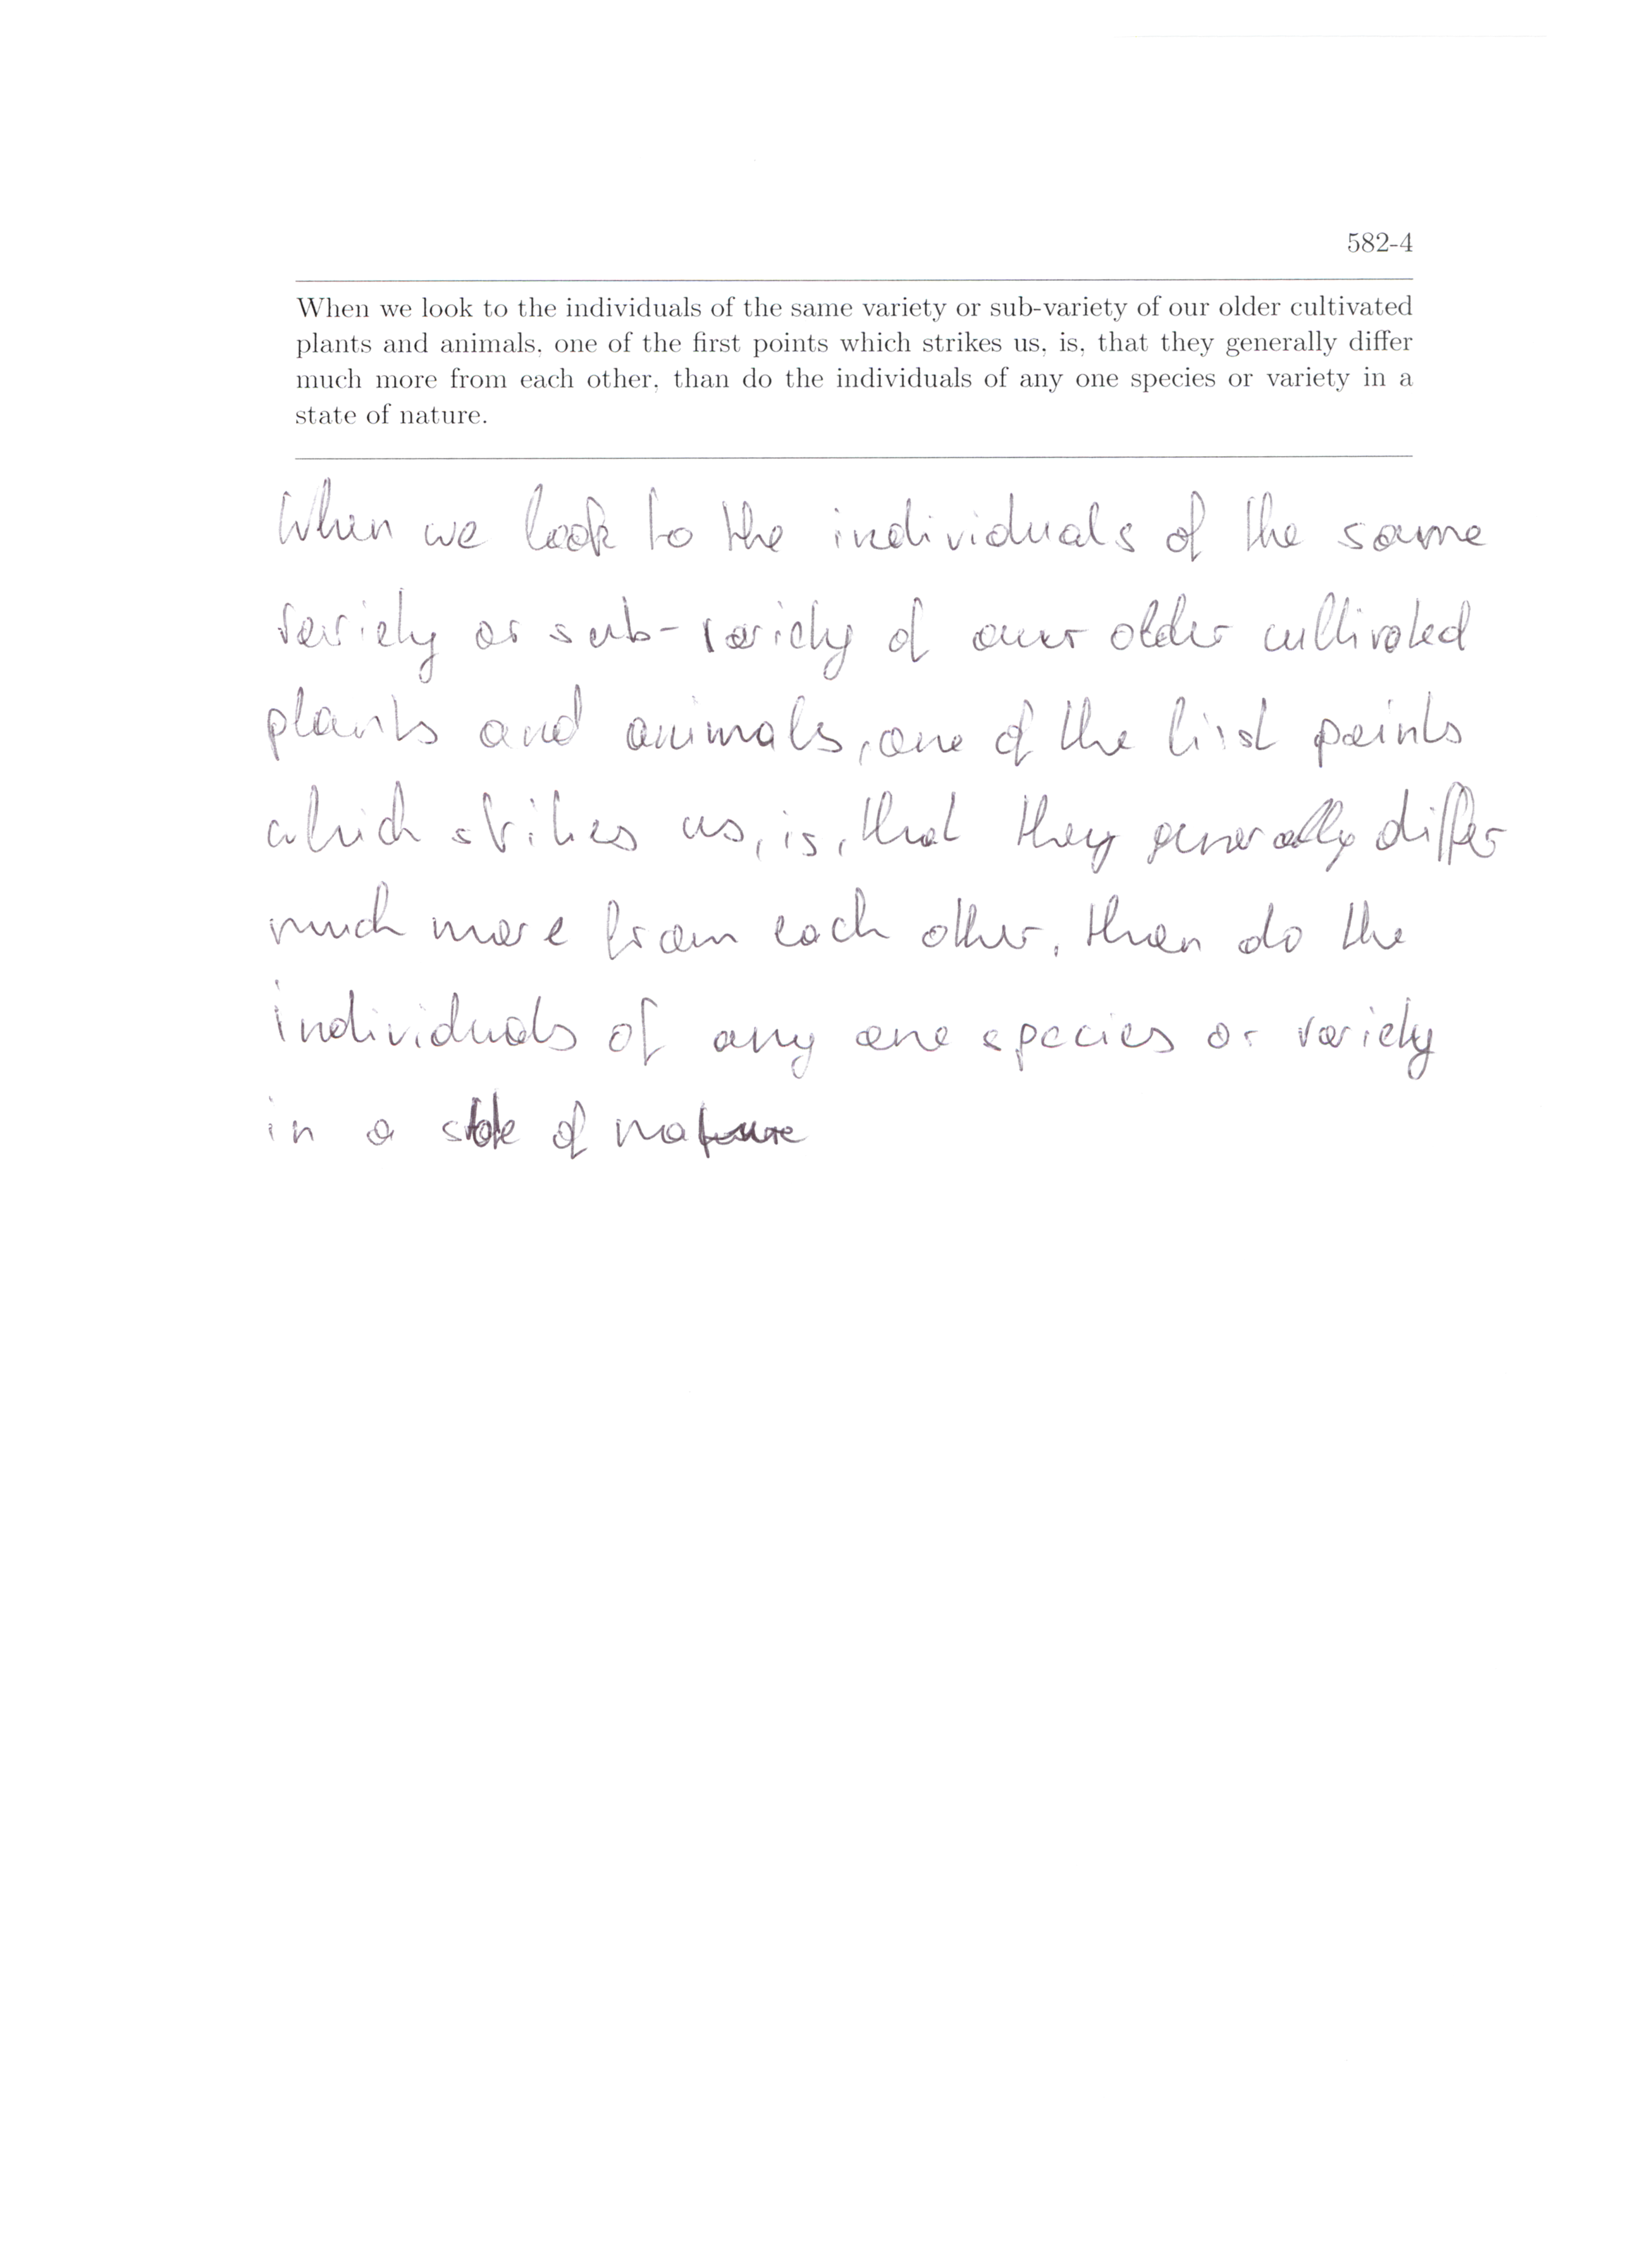 582-4
When we look to the individuals of the same variety or sub-variety of our older cultivated
plants and animals, one of the first points which strikes us, is, that they generally differ
much more from each other, than do the individuals of any one species or variety in a
state of nature.
When we look to the individuals of the same
variety or sub-variety of our older cultivated
plants and animals, one of the first points
which strikes us, is, that they generally differ
much more from each other, than do the
individuals of any one species or variety
in a state of nature